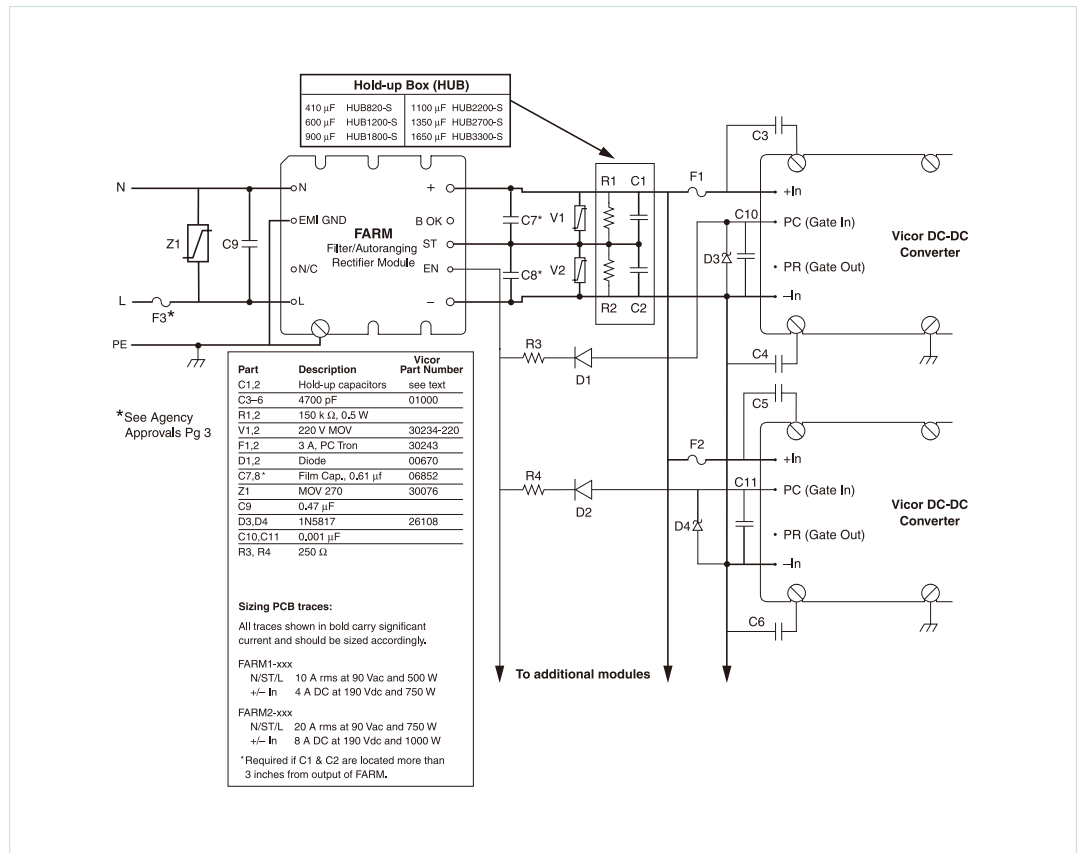 Hold-up Box (HUB)
410 μF HUB820-S 1100 μF HUB2200-S
600 μF HUB1200-S 1350 μF HUB2700-S
900 μF HUB1800-S 1650 μF HUB3300-S
C3
N
N
+
R1 C1
F1
+In
EMI GND
B OK
C7*
V1
C10
PC (Gate In)
Z1
C9
FARM
Filter/Autoranging
Rectifier Module
ST
Vicor DC-DC
Converter
N/C
EN
C8*
V2
D3
PR (Gate Out)
L
F3*
L
–
R2 C2
–In
PE
R3
D1
C4
*See Agency
Approvals Pg 3
Part Description Vicor Part Number
C1,2 Hold-up capacitors see text
C3–6 4700 pF 01000
R1,2 150 k Ω, 0.5 W
V1,2 220 V MOV 30234-220
F1,2 3 A, PC Tron 30243
D1,2 Diode 00670
C7,8* Film Cap., 0.61 μf 06852
Z1 MOV 270 30076
C9 0.47 μF
D3,D4 1N5817 26108
C10,C11 0.001 μF
R3, R4 250 Ω
Sizing PCB traces:
All traces shown in bold carry significant
current and should be sized accordingly.
FARM1-xxx
N/ST/L 10 A rms at 90 Vac and 500 W
+/– In 4 A DC at 190 Vdc and 750 W
FARM2-xxx
N/ST/L 20 A rms at 90 Vac and 750 W
+/– In 8 A DC at 190 Vdc and 1000 W
*Required if C1 & C2 are located more than
3 inches from output of FARM.
C5
F2
+In
R4
D2
C11
PC (Gate In)
Vicor DC-DC
Converter
D4
PR (Gate Out)
–In
C6
To additional modules